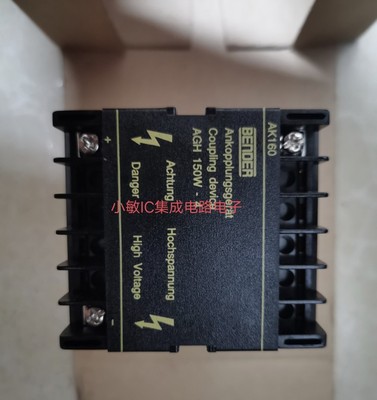 AK160
BENDER
Ankopplungsgerät
Coupling device
AGH 150W -
Achtung Hochspannung
Danger High Voltage
+
-
小敏IC集成电路电子